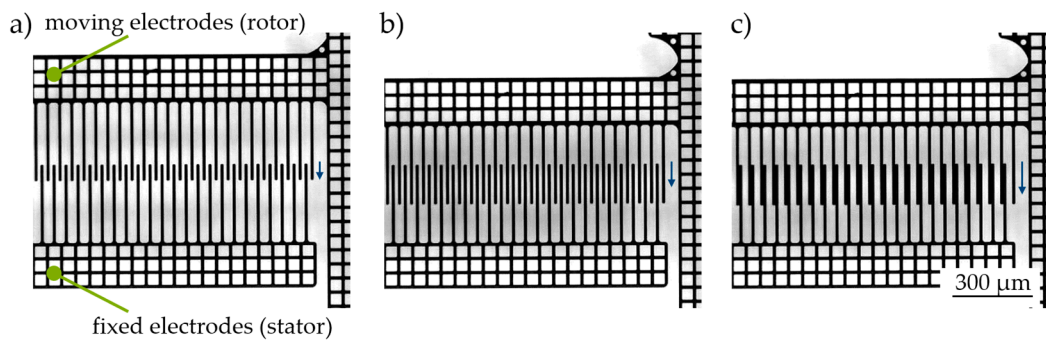 a) moving electrodes (rotor)
b)
c)
300 µm
fixed electrodes (stator)